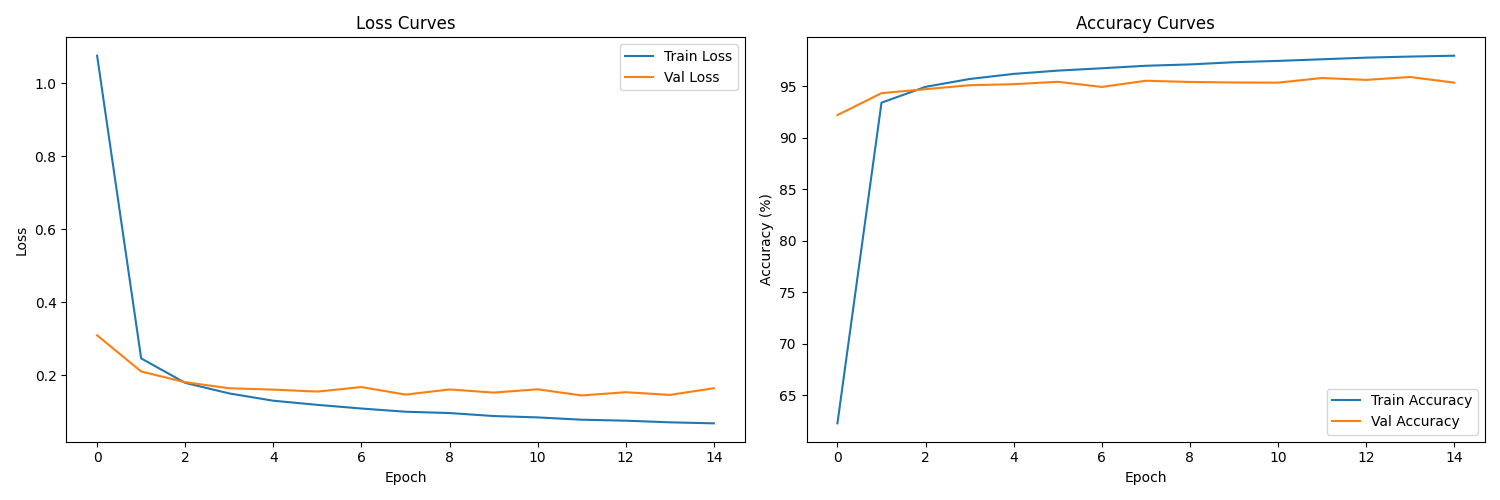 Loss Curves
Train Loss
Val Loss
1.0
0.8
0.6
0.4
0.2
Loss
0 2 4 6 8 10 12 14
Epoch
Accuracy Curves
95
90
85
80
75
70
65
Accuracy (%)
Train Accuracy
Val Accuracy
0 2 4 6 8 10 12 14
Epoch